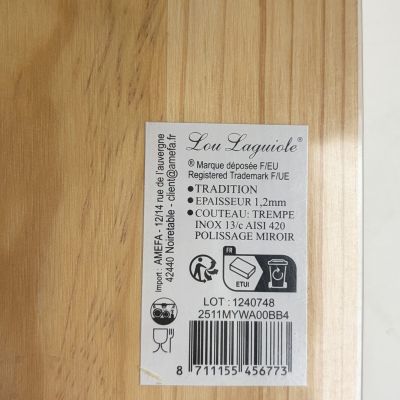 Lou Laguiole®
® Marque déposée F/EU
Registered Trademark F/UE
•TRADITION
•EPAISSEUR 1,2mm
•COUTEAU: TREMPE
INOX 13/c AISI 420
POLISSAGE MIROIR
FR
ETUI
LOT : 1240748
2511MYWA00BB4
8 711155 456773
Import : AMEFA - 12/14 rue de l'auvergne
42440 Noiretable - client@amefa.fr